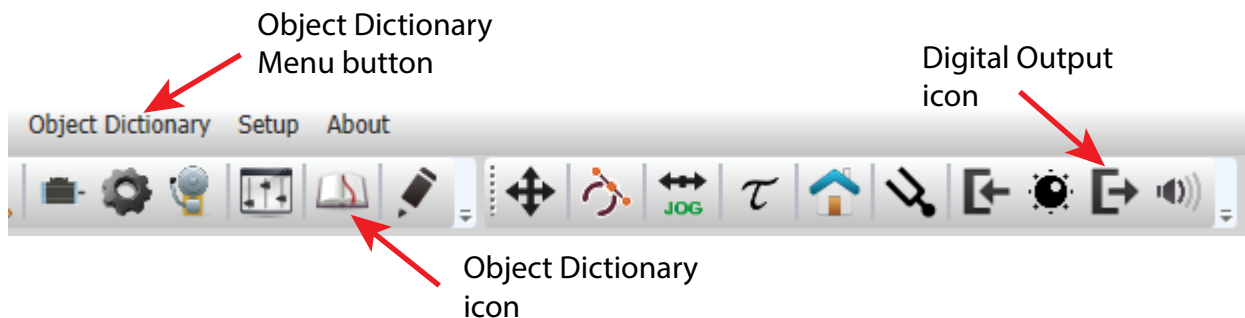 Object Dictionary
Menu button
Digital Output
icon
Object Dictionary Setup About
JOG
τ
Object Dictionary
icon